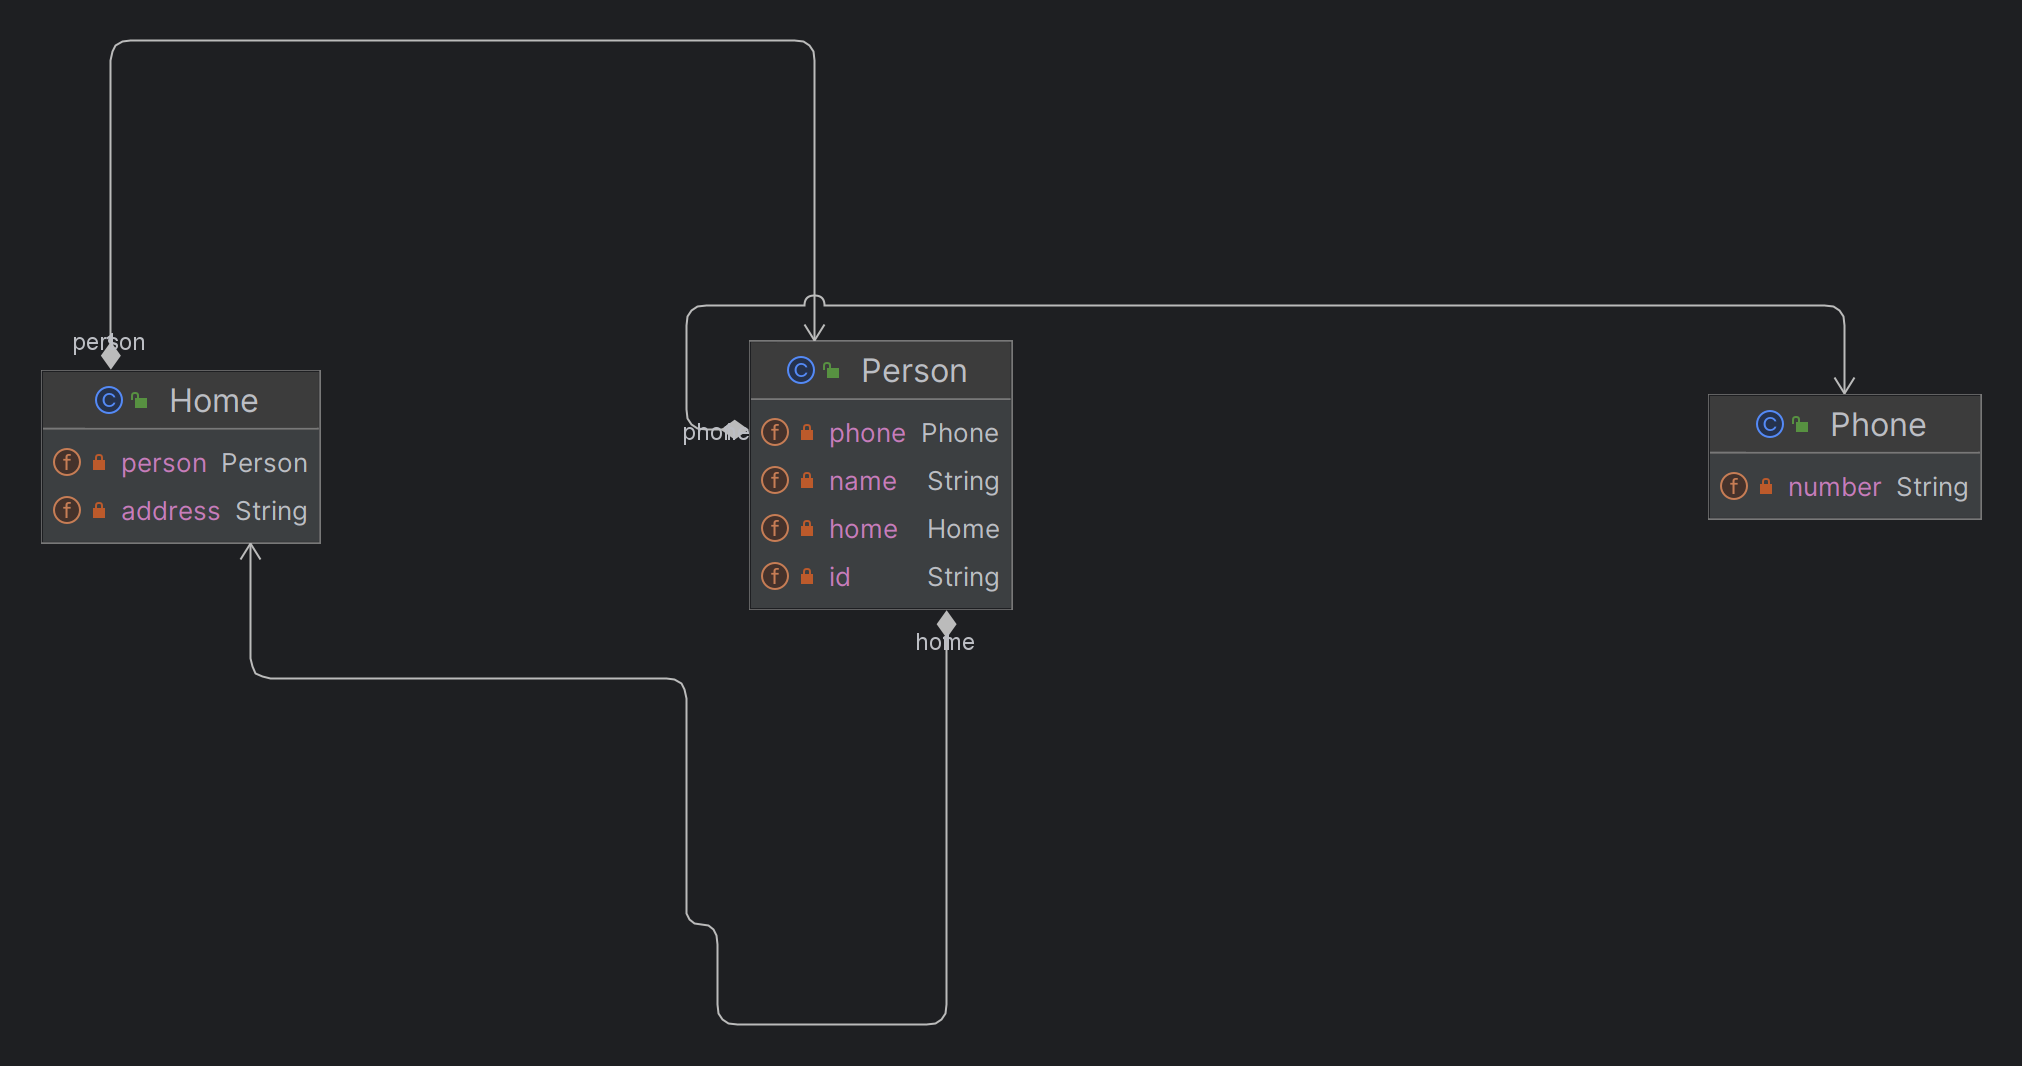 person
Home
person Person
address String
Person
phone
phone Phone
name String
home Home
id String
home
Phone
number String